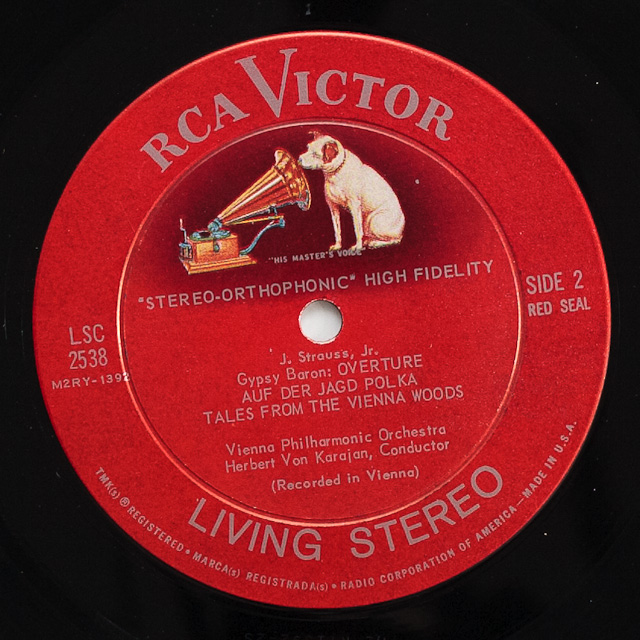 RCA VICTOR
"HIS MASTER'S VOICE"
"STEREO-ORTHOPHONIC" HIGH FIDELITY
SIDE 2
RED SEAL
LSC
2538
M2RY-1392
J. Strauss, Jr.
Gypsy Baron: OVERTURE
AUF DER JAGD POLKA
TALES FROM THE VIENNA WOODS
Vienna Philharmonic Orchestra
Herbert Von Karajan, Conductor
(Recorded in Vienna)
LIVING STEREO
TMK(s) ® REGISTERED • MARCA(s) REGISTRADA(s) • RADIO CORPORATION OF AMERICA—MADE IN U.S.A.